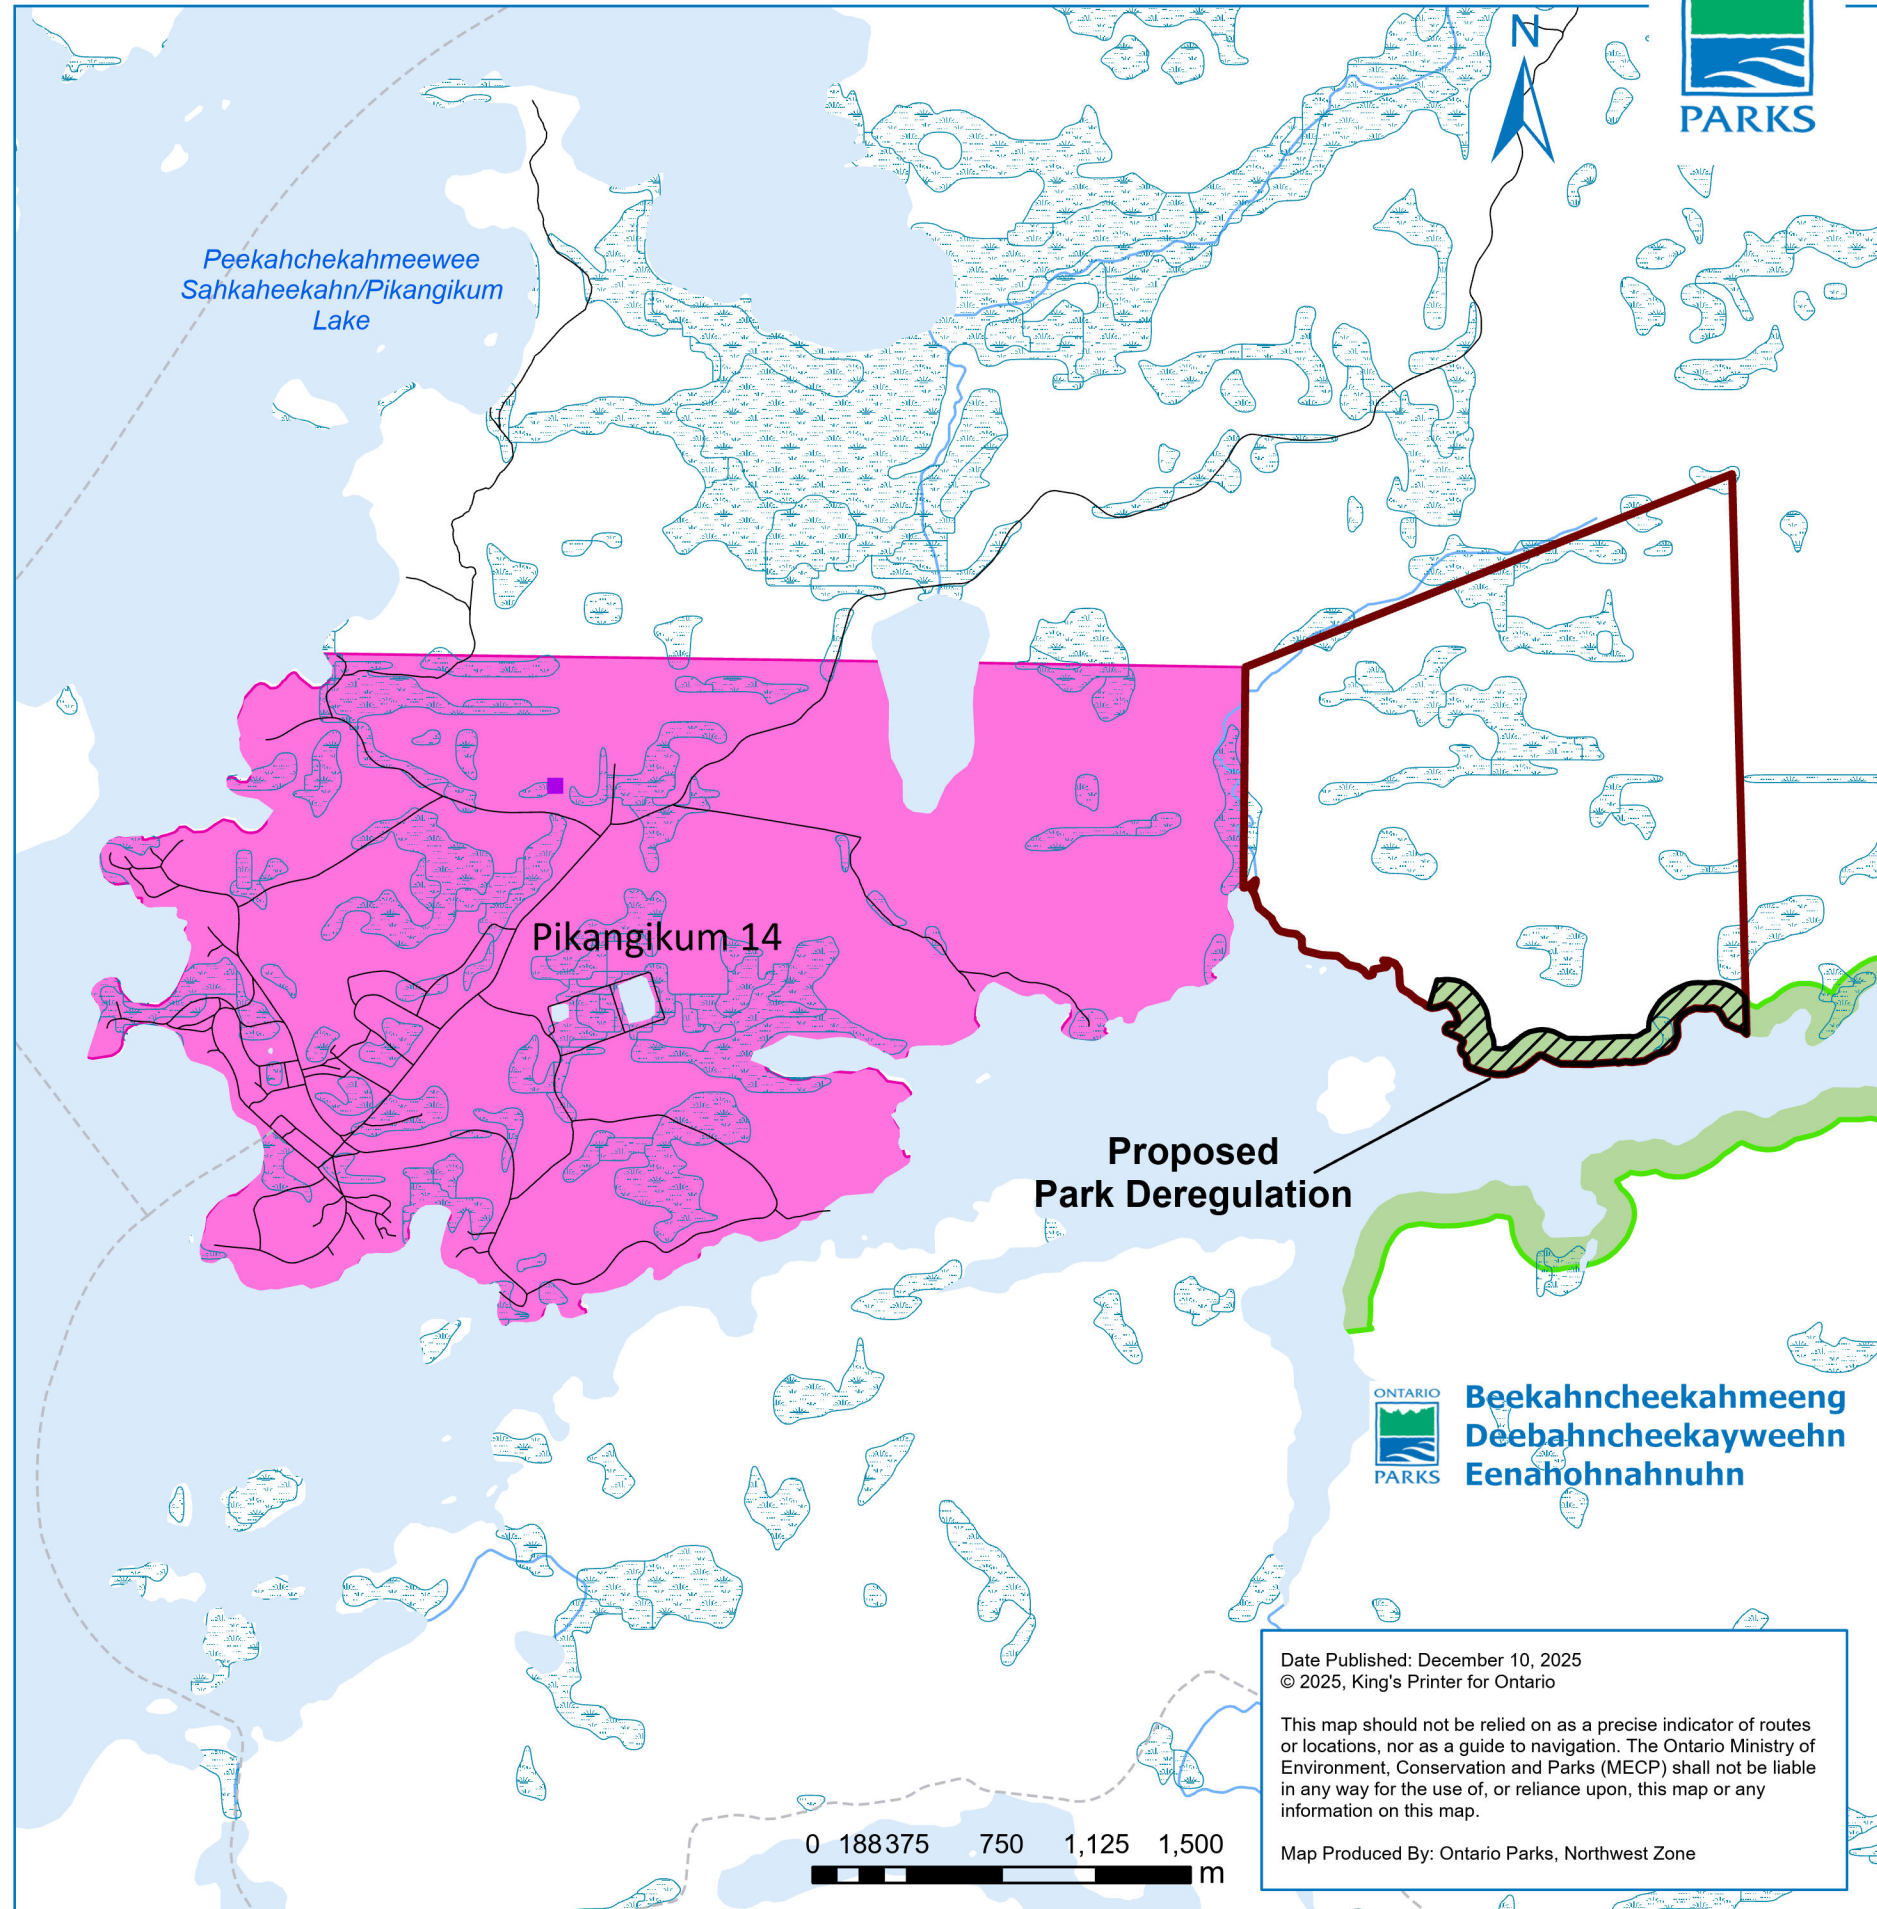 N
PARKS
Peekahchekahmeewee
Sahkaheekahn/Pikangikum
Lake
Pikangikum 14
Proposed
Park Deregulation
ONTARIO
PARKS
Beekahncheekahmeeng
Deebahncheekayweehn
Eenahohnahnuhn
Date Published: December 10, 2025
© 2025, King's Printer for Ontario
This map should not be relied on as a precise indicator of routes
or locations, nor as a guide to navigation. The Ontario Ministry of
Environment, Conservation and Parks (MECP) shall not be liable
in any way for the use of, or reliance upon, this map or any
information on this map.
Map Produced By: Ontario Parks, Northwest Zone
0 188 375 750 1,125 1,500
m